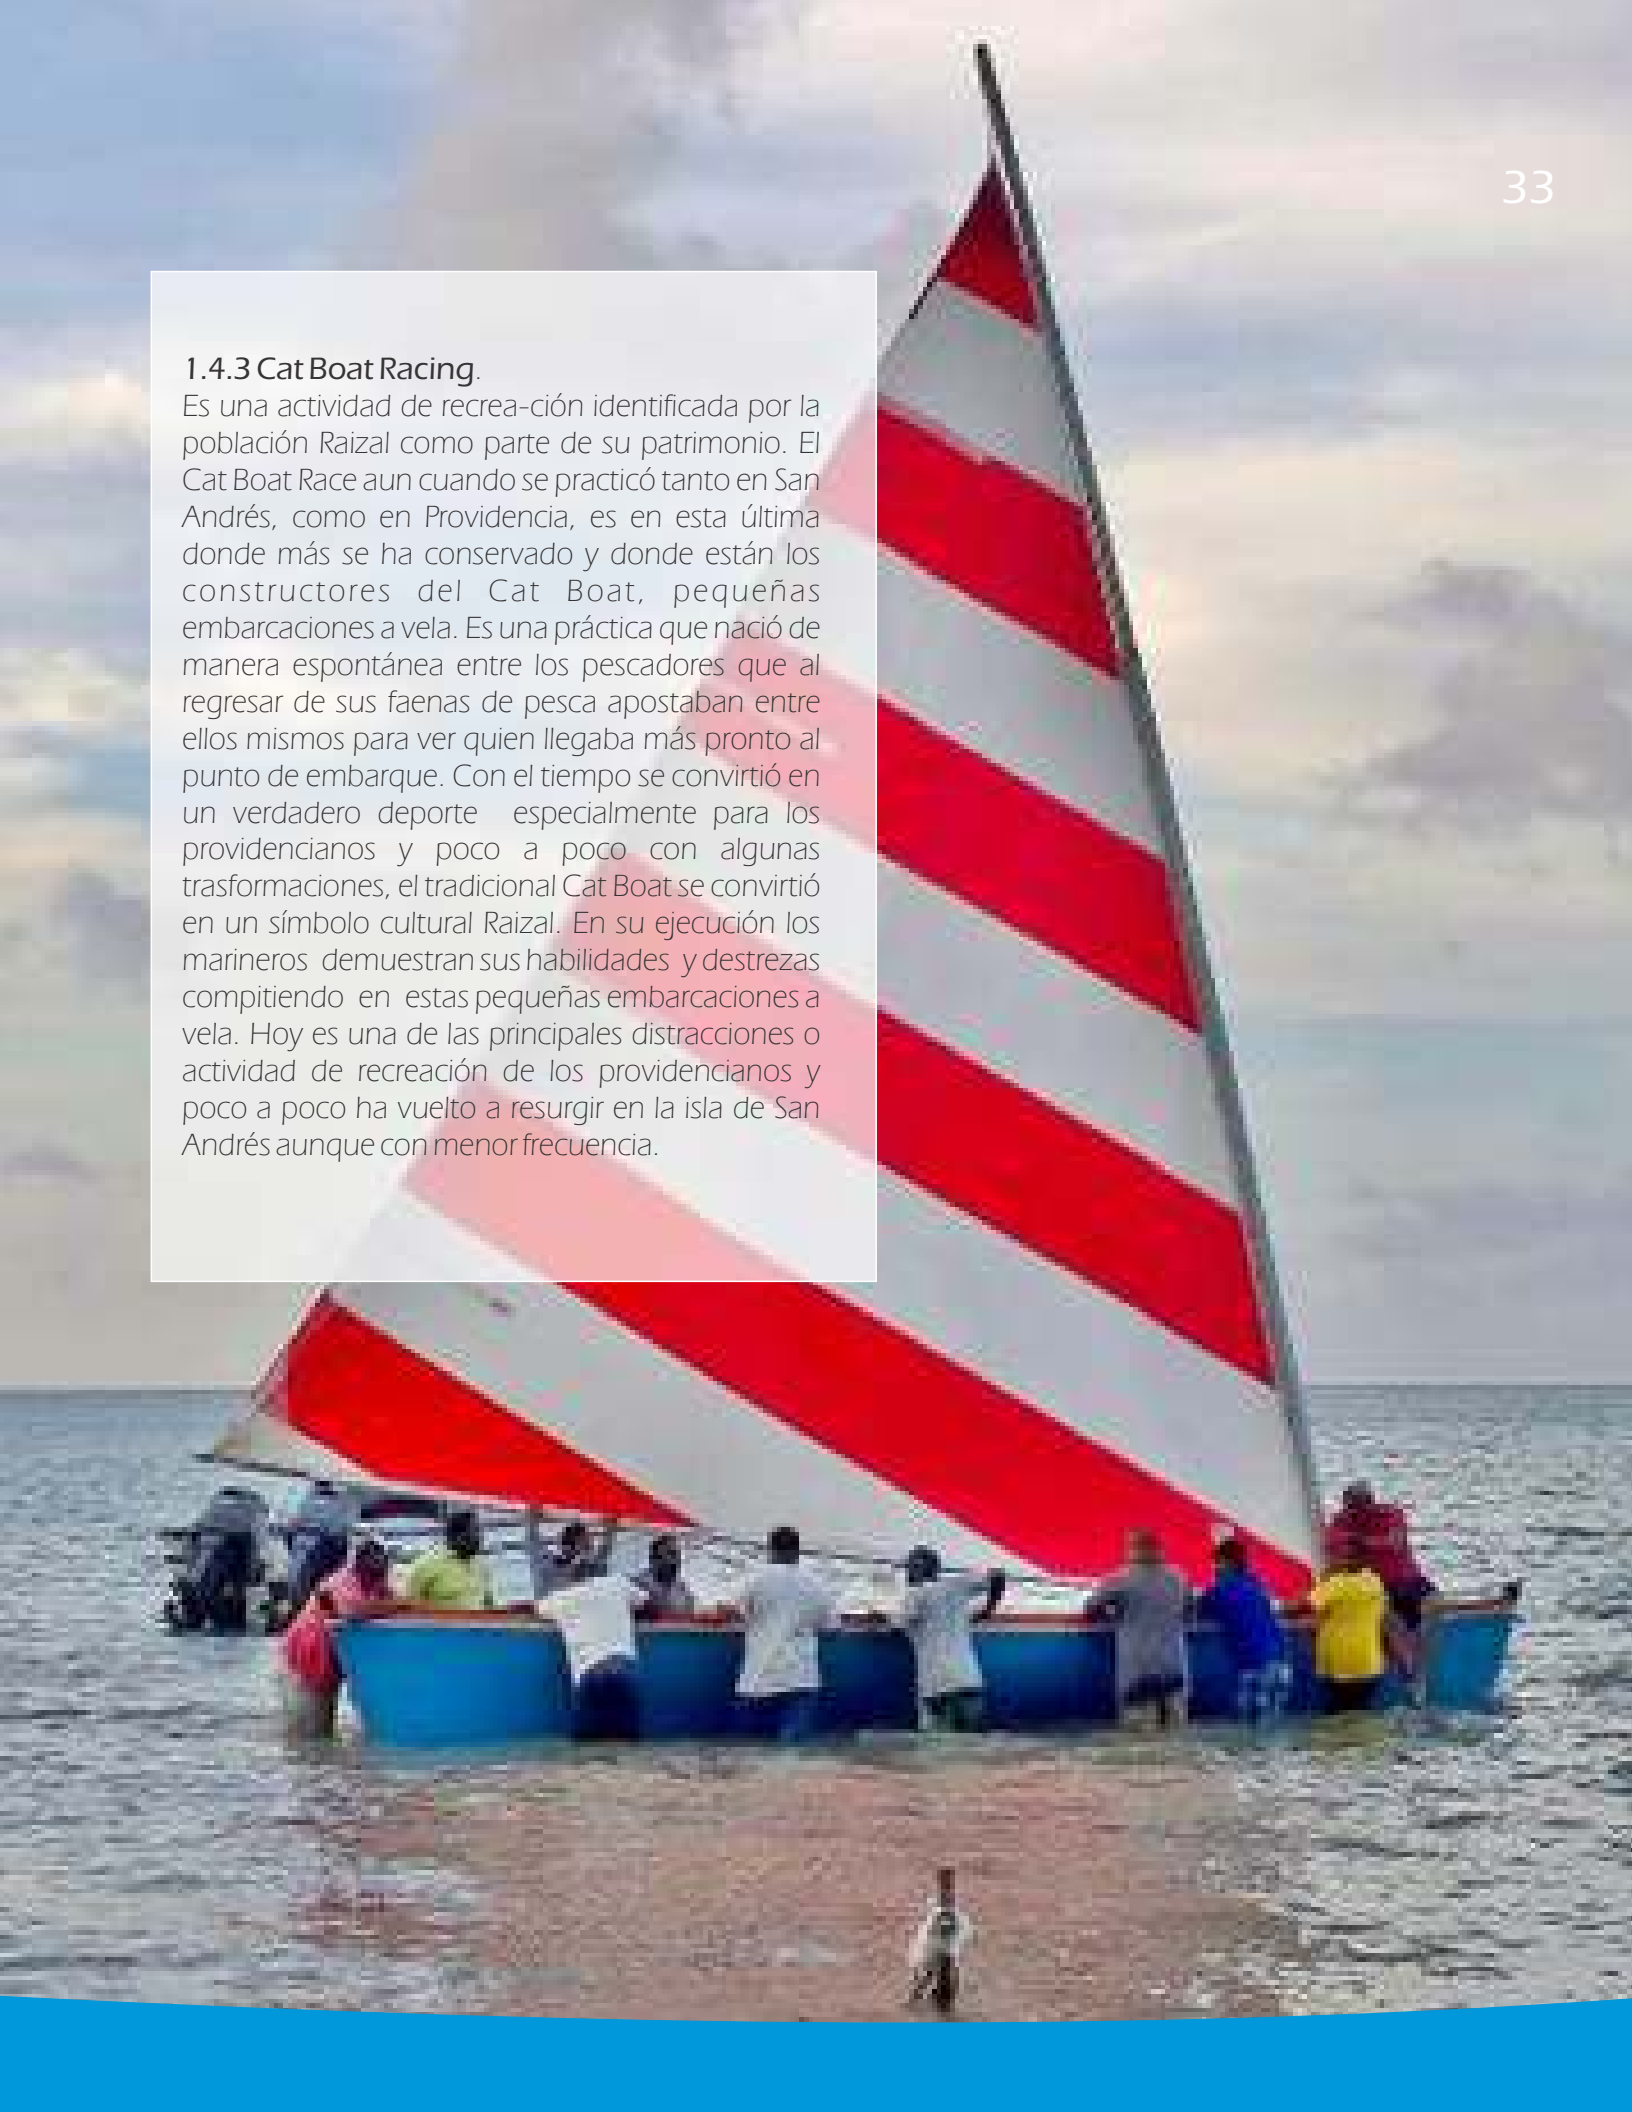 33
1.4.3 Cat Boat Racing.
Es una actividad de recrea-ción identificada por la
población Raizal como parte de su patrimonio. El
Cat Boat Race aun cuando se practicó tanto en San
Andrés, como en Providencia, es en esta última
donde más se ha conservado y donde están los
constructores del Cat Boat, pequeñas
embarcaciones a vela. Es una práctica que nació de
manera espontánea entre los pescadores que al
regresar de sus faenas de pesca apostaban entre
ellos mismos para ver quien llegaba más pronto al
punto de embarque. Con el tiempo se convirtió en
un verdadero deporte especialmente para los
providencianos y poco a poco con algunas
trasformaciones, el tradicional Cat Boat se convirtió
en un símbolo cultural Raizal. En su ejecución los
marineros demuestran sus habilidades y destrezas
compitiendo en estas pequeñas embarcaciones a
vela. Hoy es una de las principales distracciones o
actividad de recreación de los providencianos y
poco a poco ha vuelto a resurgir en la isla de San
Andrés aunque con menor frecuencia.